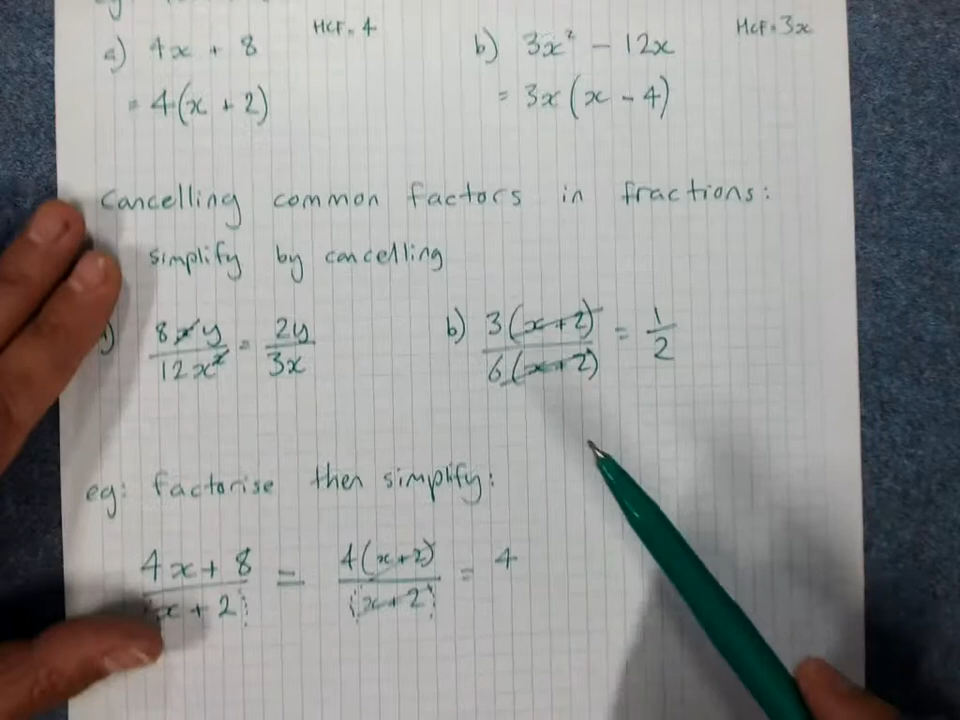 a) 4x + 8 HCF = 4
= 4(x + 2)
b) 3x² - 12x HCF = 3x
= 3x(x - 4)
Cancelling common factors in fractions:
simplify by cancelling
8xy/12x² = 2y/3x
b) 3(x+2)/6(x+2) = 1/2
eg: factorise then simplify:
4x + 8/(x + 2) = 4(x+2)/(x+2) = 4